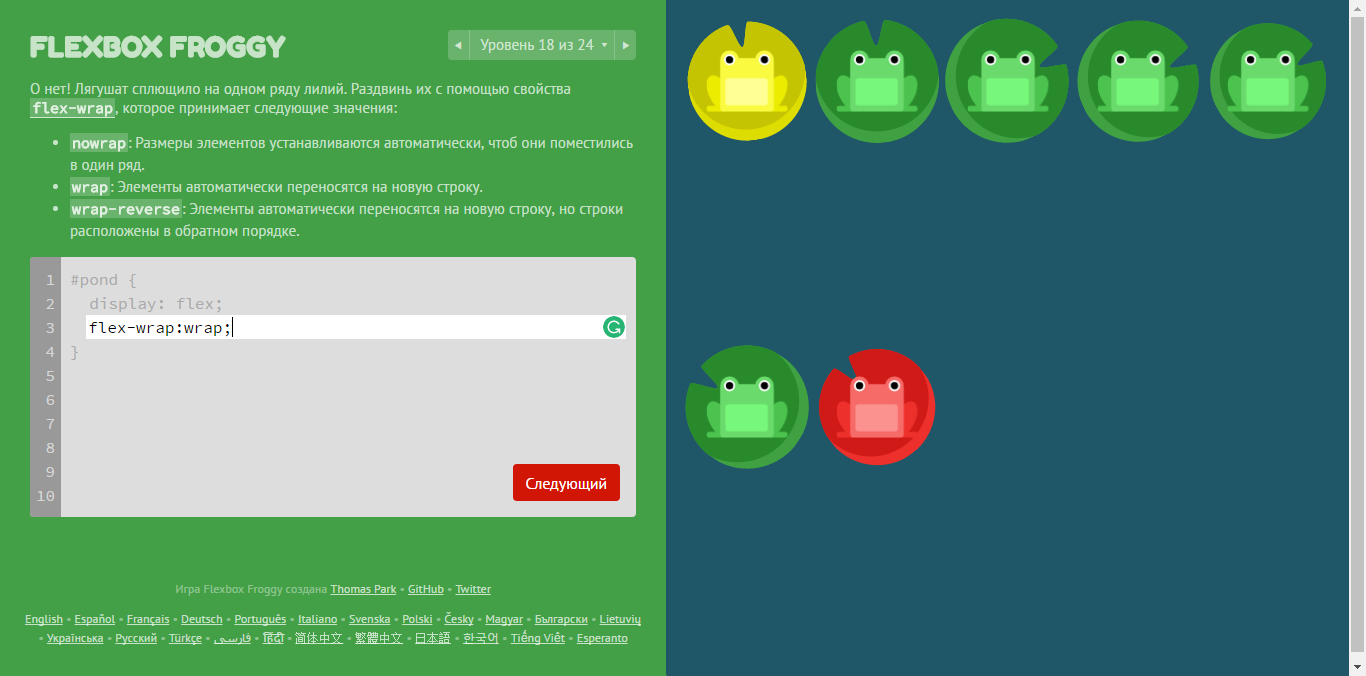 FLEXBOX FROGGY
◀ Уровень 18 из 24 ▾ ▶
О нет! Лягушат сплющило на одном ряду лилий. Раздвинь их с помощью свойства
flex-wrap, которое принимает следующие значения:
• nowrap: Размеры элементов устанавливаются автоматически, чтоб они поместились
в один ряд.
• wrap: Элементы автоматически переносятся на новую строку.
• wrap-reverse: Элементы автоматически переносятся на новую строку, но строки
расположены в обратном порядке.
1 #pond {
2 display: flex;
3 flex-wrap:wrap;
4 }
5
6
7
8
9
10
Следующий
Игра Flexbox Froggy создана Thomas Park • GitHub • Twitter
English • Español • Français • Deutsch • Português • Italiano • Svenska • Polski • Česky • Magyar • Български • Lietuvių
• Українська • Русский • Türkçe • فارسی • हिंदी • 简体中文 • 繁體中文 • 日本語 • 한국어 • Tiếng Việt • Esperanto